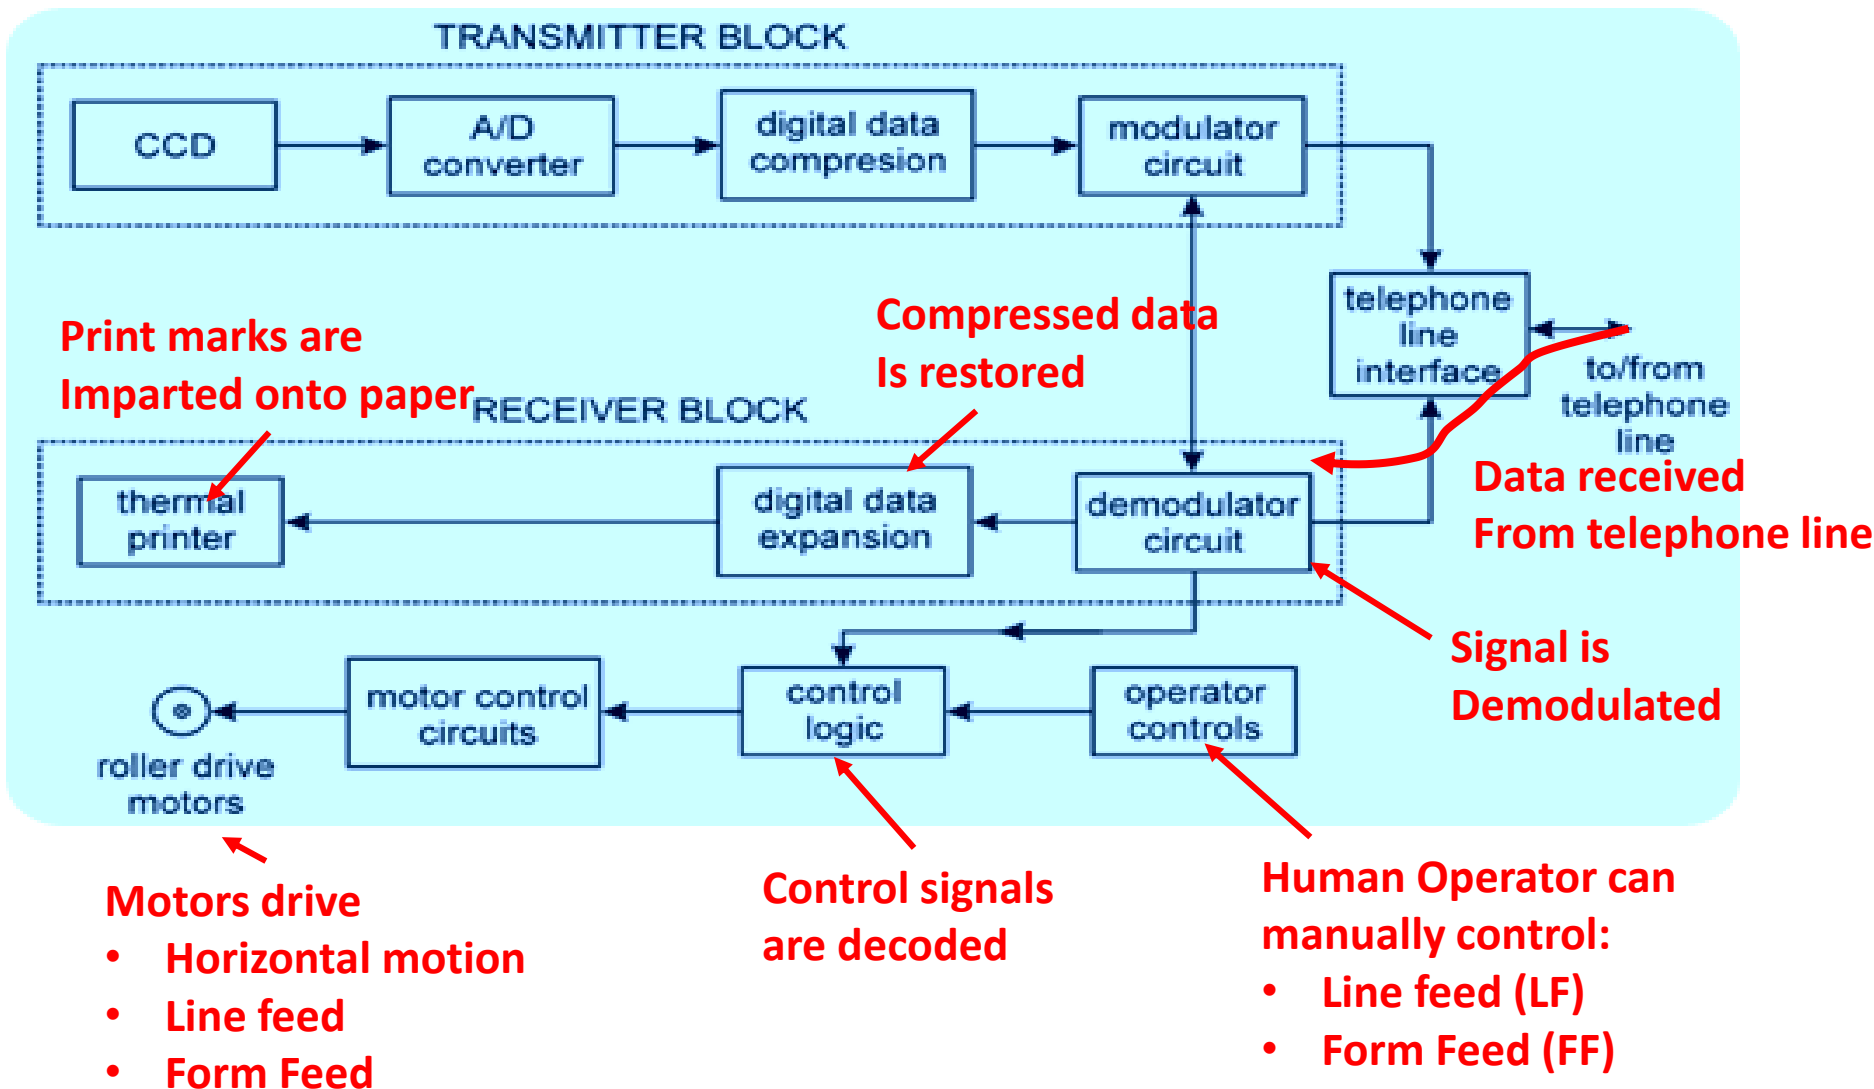 TRANSMITTER BLOCK
CCD
A/D
converter
digital data
compresion
modulator
circuit
telephone
line
interface
to/from
telephone
line
Print marks are
Imparted onto paper
Compressed data
Is restored
RECEIVER BLOCK
thermal
printer
digital data
expansion
demodulator
circuit
Data received
From telephone line
Signal is
Demodulated
roller drive
motors
motor control
circuits
control
logic
operator
controls
Motors drive
• Horizontal motion
• Line feed
• Form Feed
Control signals
are decoded
Human Operator can
manually control:
• Line feed (LF)
• Form Feed (FF)